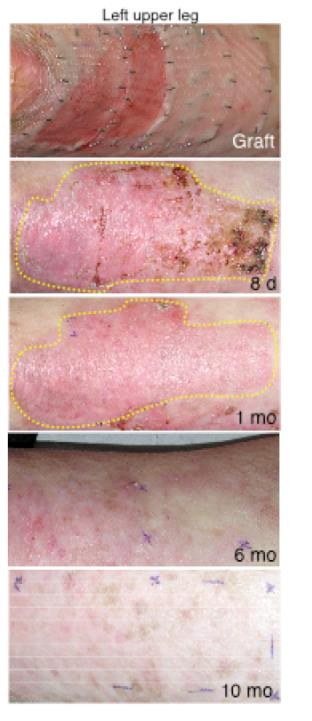 Left upper leg
Graft
8 d
1 mo
6 mo
10 mo